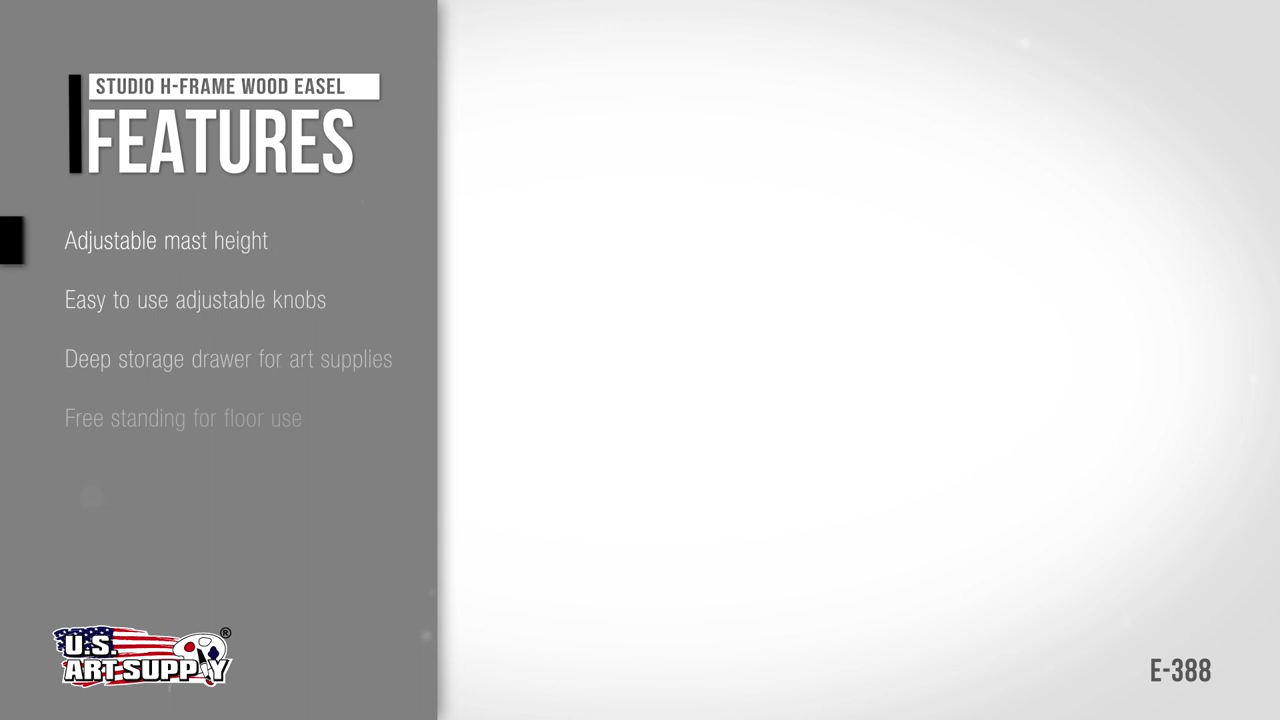 STUDIO H-FRAME WOOD EASEL
FEATURES
Adjustable mast height
Easy to use adjustable knobs
Deep storage drawer for art supplies
Free standing for floor use
U.S. ®
ART SUPPLY
E-388